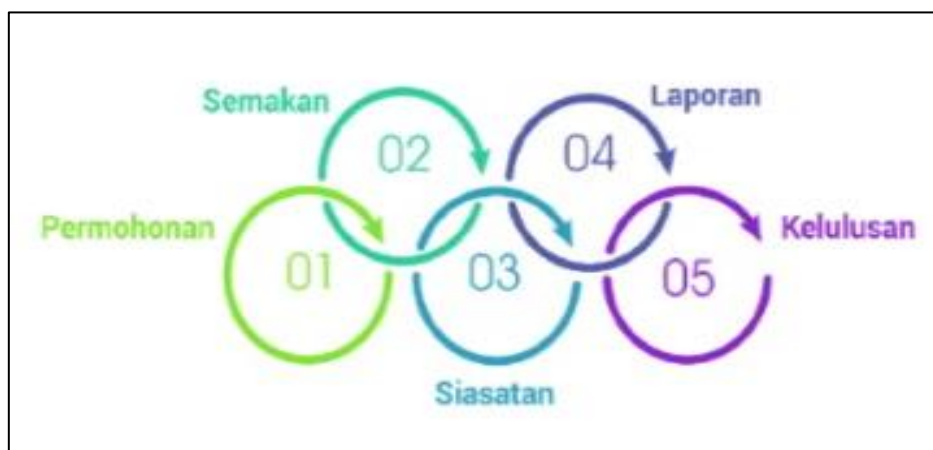 Permohonan
01
Semakan
02
Siasatan
03
Laporan
04
Kelulusan
05